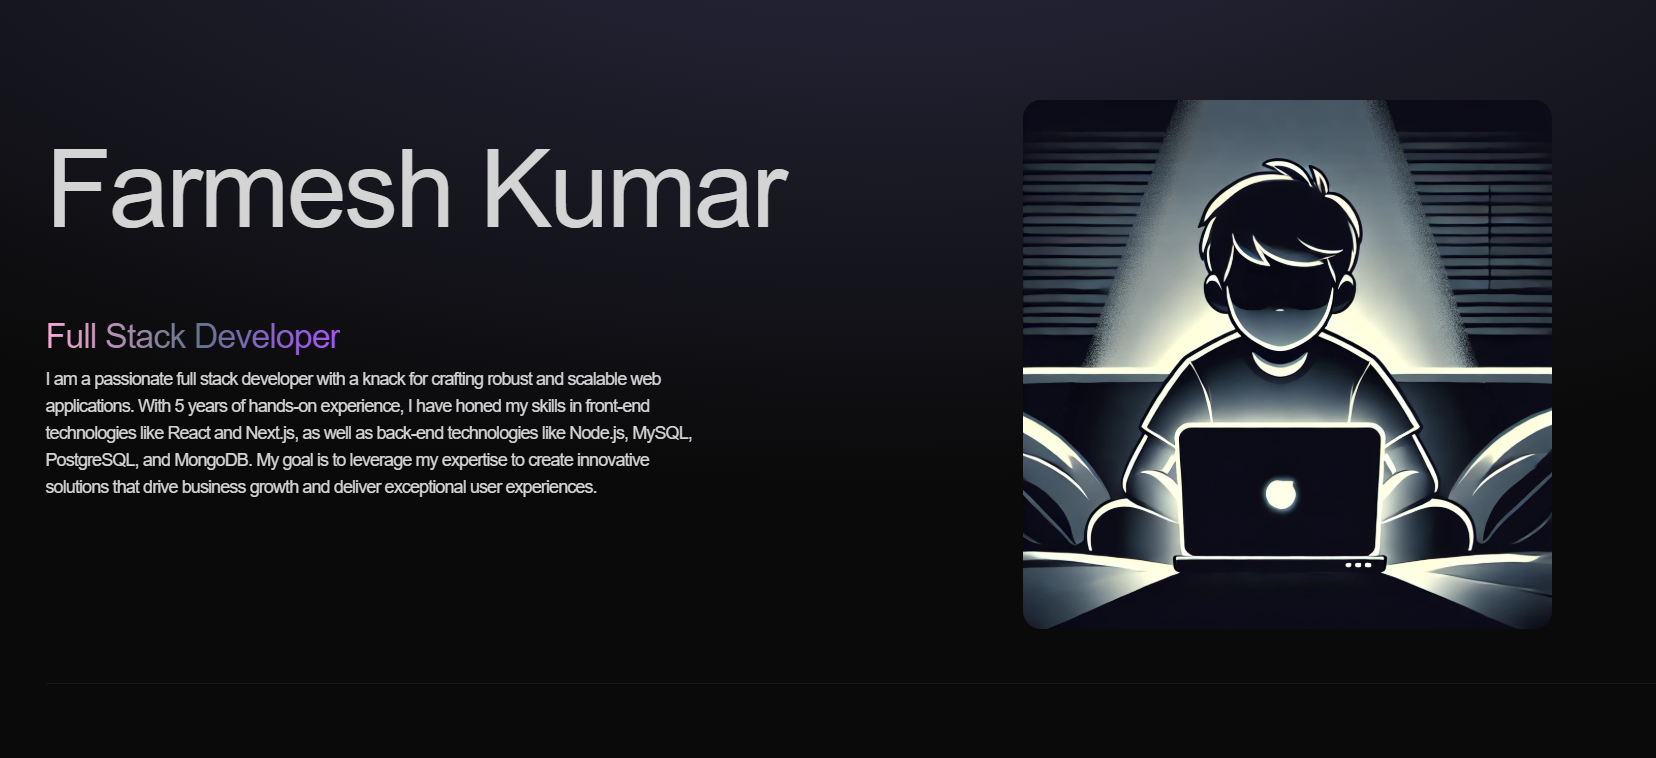 Farmesh Kumar
Full Stack Developer
I am a passionate full stack developer with a knack for crafting robust and scalable web
applications. With 5 years of hands-on experience, I have honed my skills in front-end
technologies like React and Next.js, as well as back-end technologies like Node.js, MySQL,
PostgreSQL, and MongoDB. My goal is to leverage my expertise to create innovative
solutions that drive business growth and deliver exceptional user experiences.